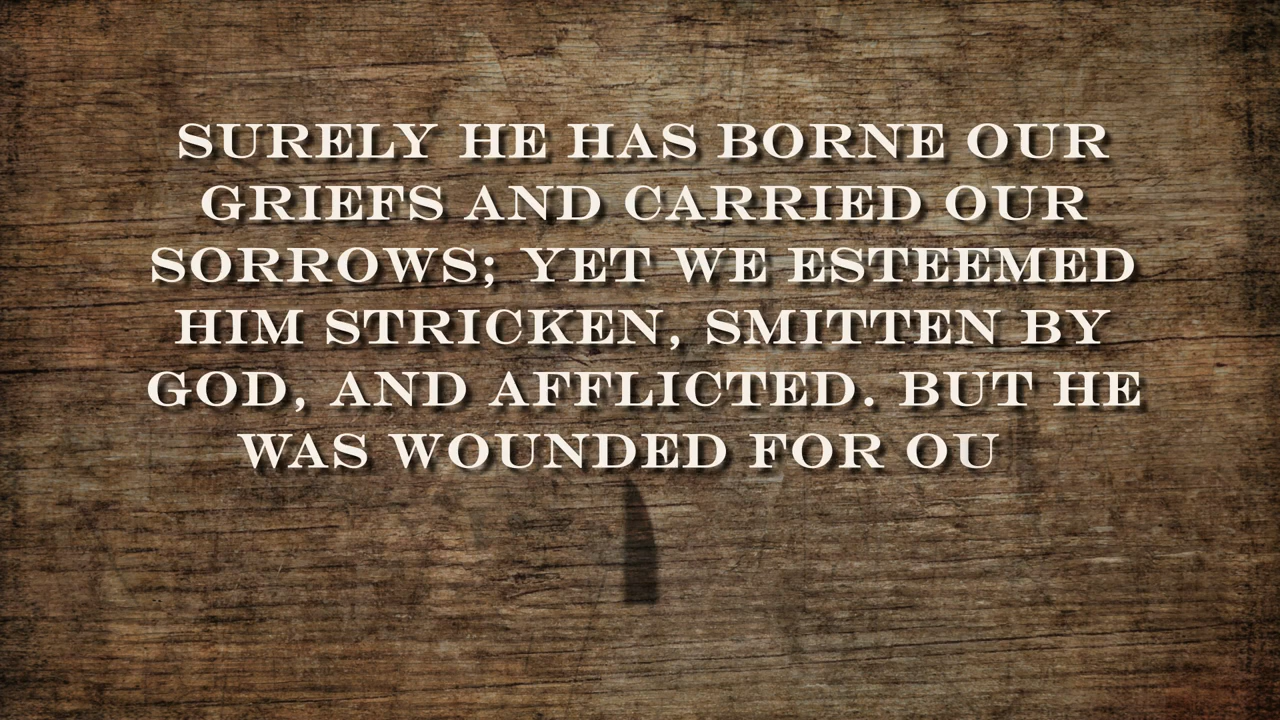 SURELY HE HAS BORNE OUR
GRIEFS AND CARRIED OUR
SORROWS; YET WE ESTEEMED
HIM STRICKEN, SMITTEN BY
GOD, AND AFFLICTED. BUT HE
WAS WOUNDED FOR OU